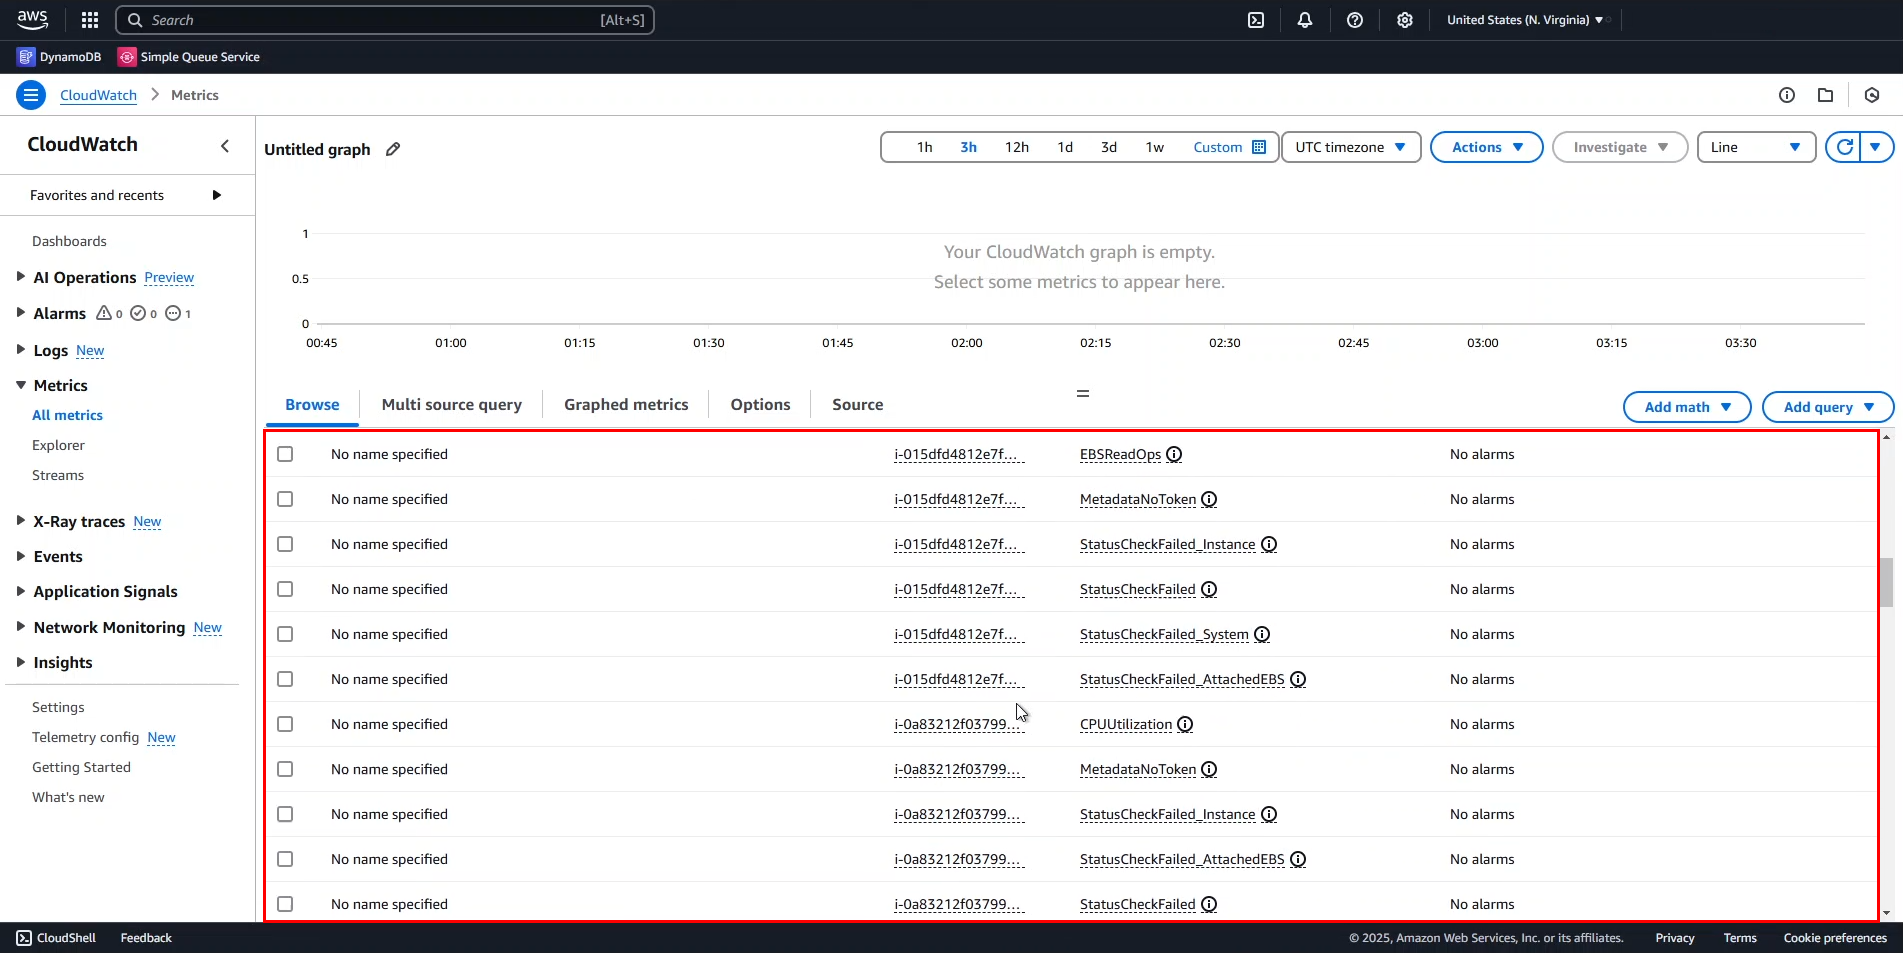 aws
Search [Alt+S]
United States (N. Virginia)
DynamoDB Simple Queue Service
CloudWatch Metrics
CloudWatch
Untitled graph
1h 3h 12h 1d 3d 1w Custom UTC timezone Actions Investigate Line
Favorites and recents
Dashboards
AI Operations Preview
Alarms 0 0 1
Logs New
Metrics
All metrics
Explorer
Streams
X-Ray traces New
Events
Application Signals
Network Monitoring New
Insights
Settings
Telemetry config New
Getting Started
What's new
1
0.5
0
Your CloudWatch graph is empty.
Select some metrics to appear here.
00:45 01:00 01:15 01:30 01:45 02:00 02:15 02:30 02:45 03:00 03:15 03:30
Browse Multi source query Graphed metrics Options Source Add math Add query
No name specified i-015dfd4812e7f... EBSReadOps No alarms
No name specified i-015dfd4812e7f... MetadataNoToken No alarms
No name specified i-015dfd4812e7f... StatusCheckFailed_Instance No alarms
No name specified i-015dfd4812e7f... StatusCheckFailed No alarms
No name specified i-015dfd4812e7f... StatusCheckFailed_System No alarms
No name specified i-015dfd4812e7f... StatusCheckFailed_AttachedEBS No alarms
No name specified i-0a83212f03799... CPUUtilization No alarms
No name specified i-0a83212f03799... MetadataNoToken No alarms
No name specified i-0a83212f03799... StatusCheckFailed_Instance No alarms
No name specified i-0a83212f03799... StatusCheckFailed_AttachedEBS No alarms
No name specified i-0a83212f03799... StatusCheckFailed No alarms
CloudShell Feedback © 2025, Amazon Web Services, Inc. or its affiliates. Privacy Terms Cookie preferences